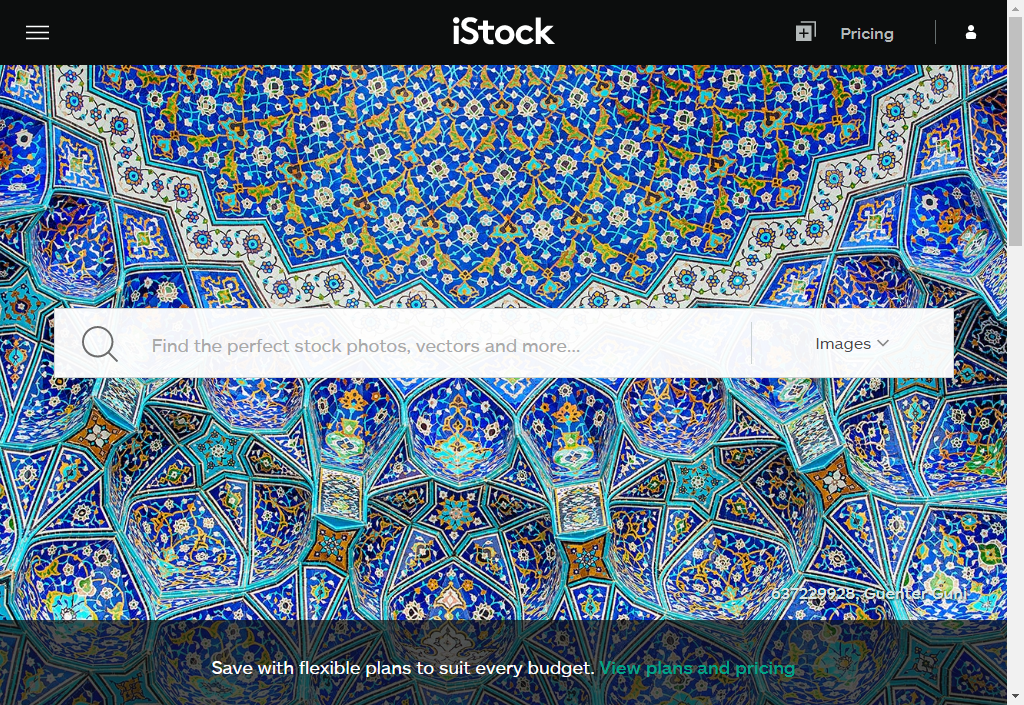 iStock
Pricing
Find the perfect stock photos, vectors and more...
Images
637229928, Guenter Guni
Save with flexible plans to suit every budget. View plans and pricing